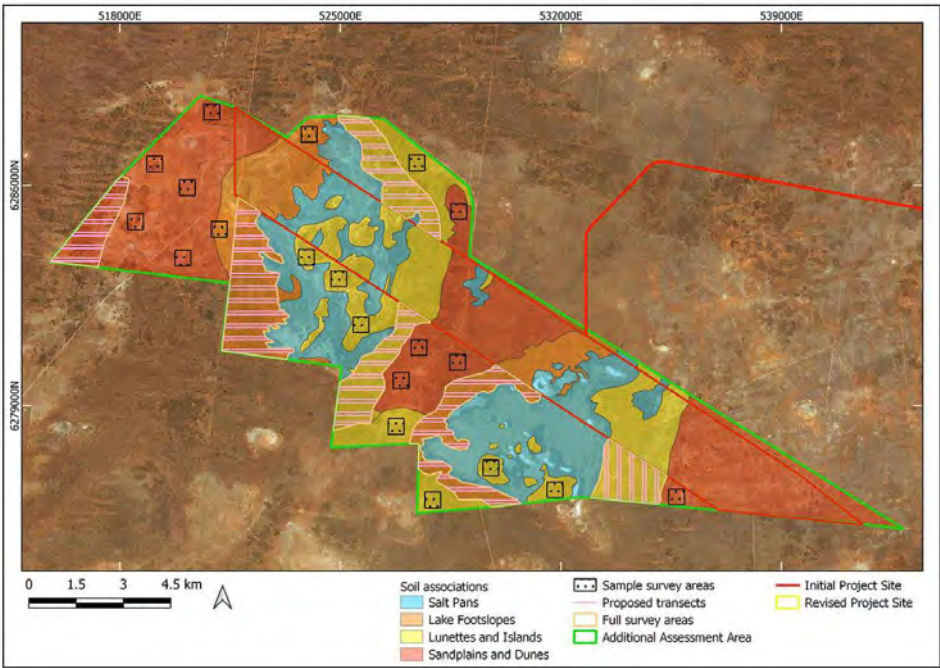 518000E 525000E 532000E 539000E
6286000N
6279000N
0 1.5 3 4.5 km
Soil associations
Salt Pans
Lake Footslopes
Lunettes and Islands
Sandplains and Dunes
Sample survey areas
Proposed transects
Full survey areas
Additional Assessment Area
Initial Project Site
Revised Project Site